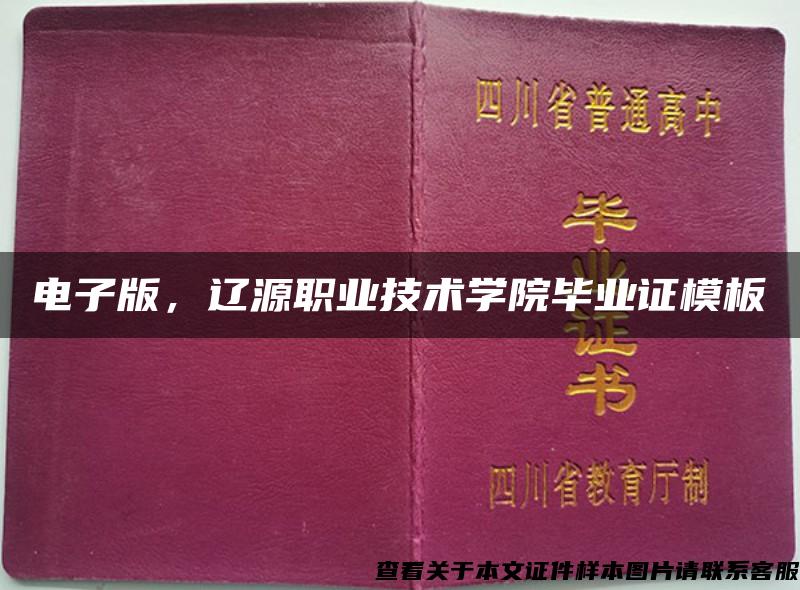 四川省普通高中
毕业证书
电子版，辽源职业技术学院毕业证模板
四川省教育厅制
查看关于本文证件样本图片请联系客服